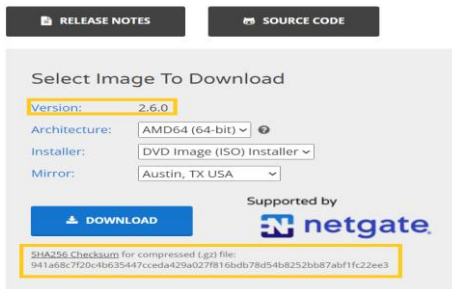 RELEASE NOTES
SOURCE CODE
Select Image To Download
Version: 2.6.0
Architecture: AMD64 (64-bit)
Installer: DVD Image (ISO) Installer
Mirror: Austin, TX USA
Supported by
DOWNLOAD
netgate
SHA256 Checksum for compressed (.gz) file:
941a68c7f20c4b635447cceda429a027f816bdb78d54b8252bb87abf1fc22ee3